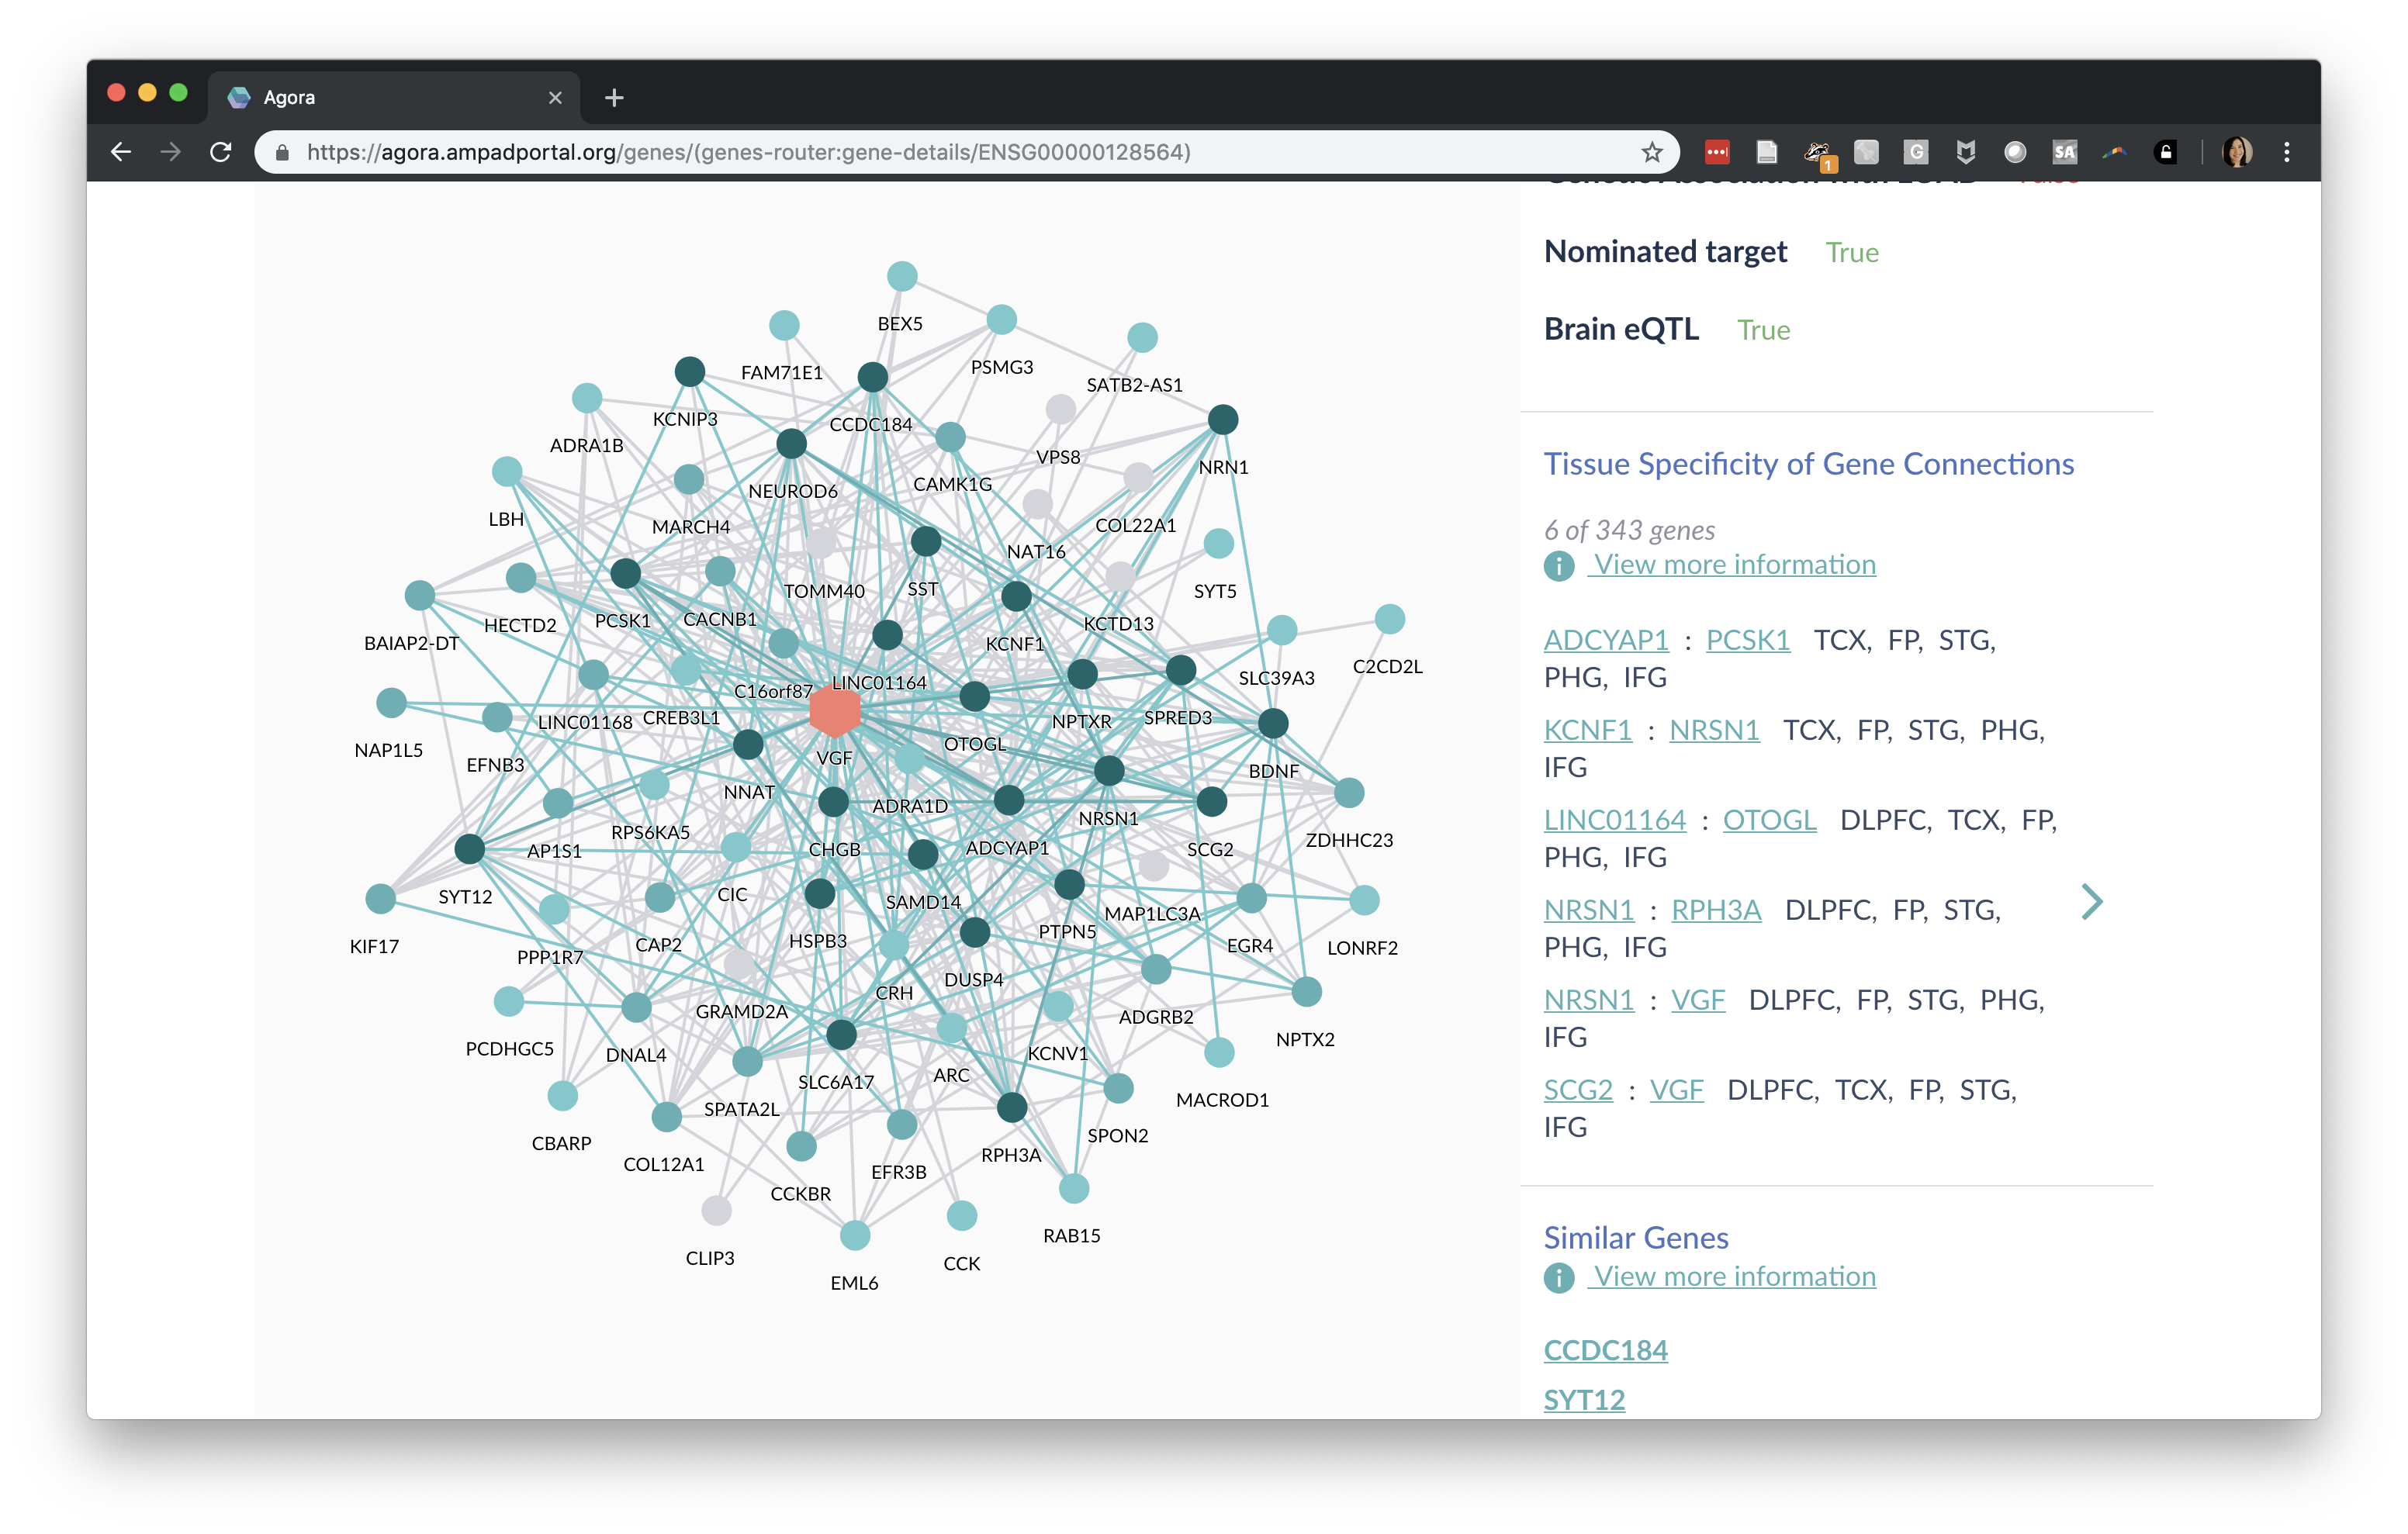 Agora
https://agora.ampadportal.org/genes/(genes-router:gene-details/ENSG00000128564)
1
G
SA
BEX5
FAM71E1
PSMG3
SATB2-AS1
KCNIP3
CCDC184
ADRA1B
VPS8
NRN1
NEUROD6
CAMK1G
LBH
MARCH4
COL22A1
NAT16
TOMM40
SST
SYT5
PCSK1
CACNB1
HECTD2
KCTD13
BAIAP2-DT
KCNF1
C2CD2L
SLC39A3
C16orf87
LINC01164
LINC01168
CREB3L1
NPTXR
SPRED3
NAP1L5
EFNB3
VGF
OTOGL
BDNF
NNAT
ADRA1D
NRSN1
RPS6KA5
ZDHHC23
AP1S1
CHGB
ADCYAP1
SCG2
SYT12
CIC
SAMD14
MAP1LC3A
KIF17
CAP2
HSPB3
PTPN5
EGR4
LONRF2
PPP1R7
CRH
DUSP4
GRAMD2A
ADGRB2
NPTX2
PCDHGC5
DNAL4
KCNV1
SLC6A17
ARC
SPATA2L
MACROD1
CBARP
SPON2
COL12A1
RPH3A
EFR3B
CCKBR
RAB15
CLIP3
CCK
EML6
Nominated target True
Brain eQTL True
Tissue Specificity of Gene Connections
6 of 343 genes
View more information
ADCYAP1 : PCSK1 TCX, FP, STG,
PHG, IFG
KCNF1 : NRSN1 TCX, FP, STG, PHG,
IFG
LINC01164 : OTOGL DLPFC, TCX, FP,
PHG, IFG
NRSN1 : RPH3A DLPFC, FP, STG,
PHG, IFG
NRSN1 : VGF DLPFC, FP, STG, PHG,
IFG
SCG2 : VGF DLPFC, TCX, FP, STG,
IFG
Similar Genes
View more information
CCDC184
SYT12